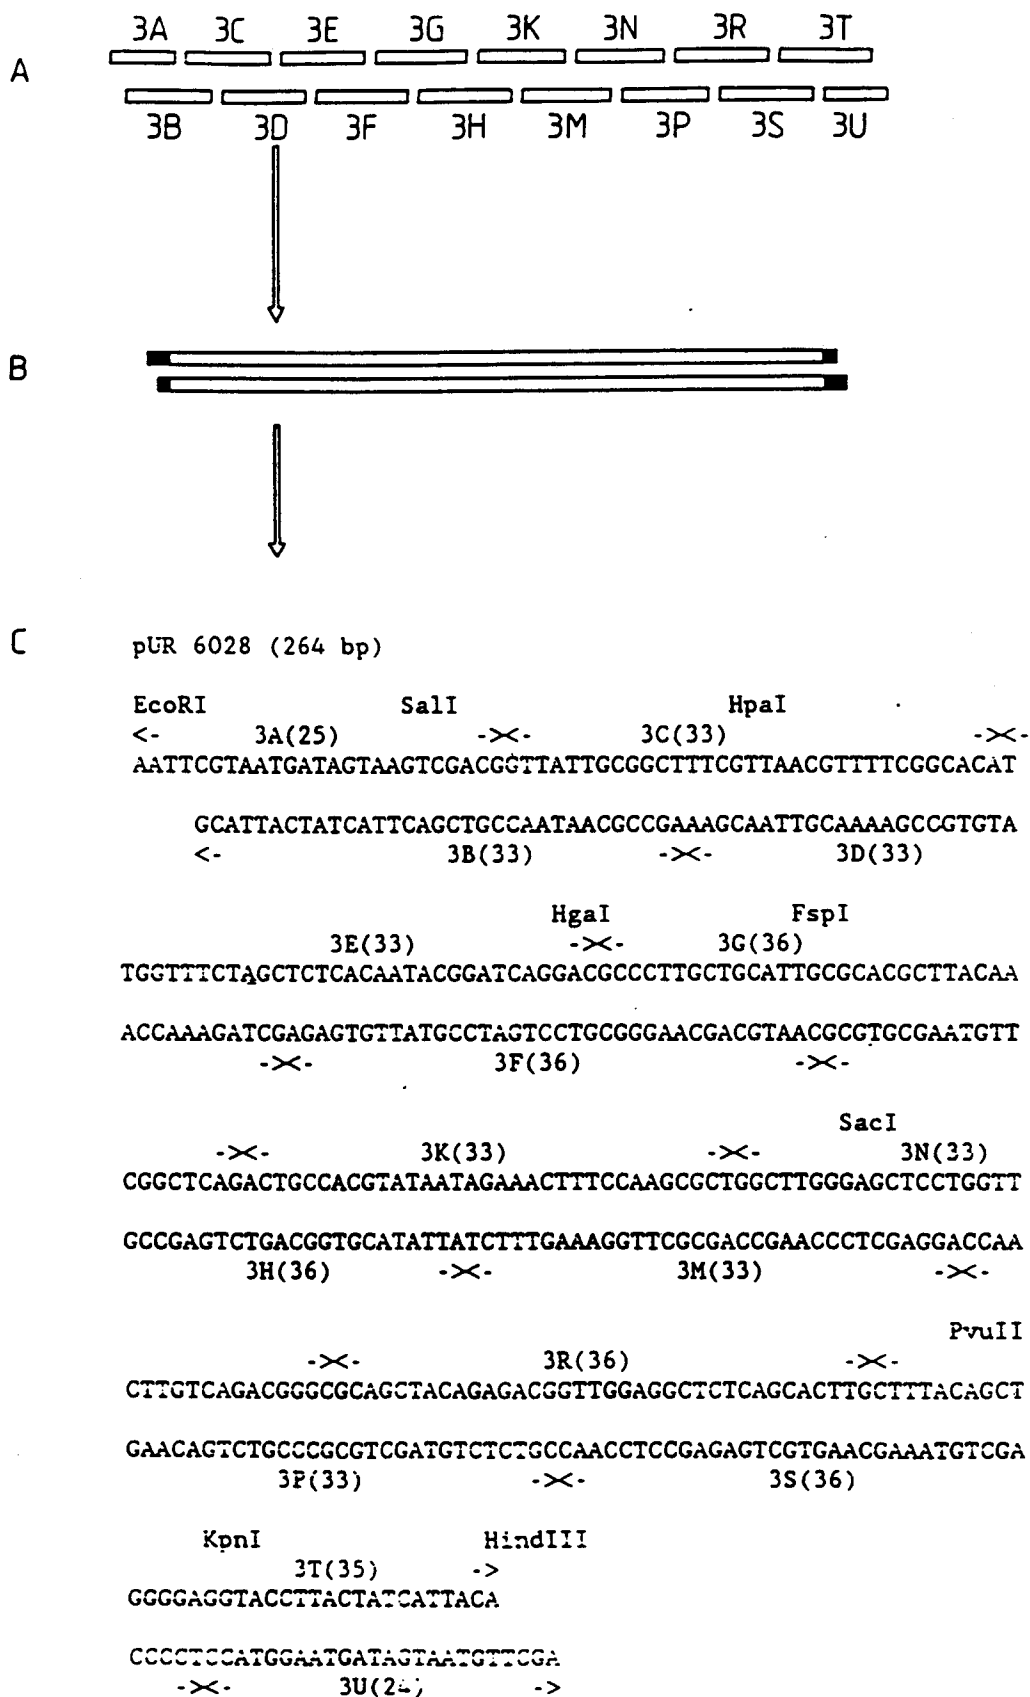 3A 3C 3E 3G 3K 3N 3R 3T
A
3B 3D 3F 3H 3M 3P 3S 3U
B
C
pUR 6028 (264 bp)
EcoRI SalI HpaI
<- 3A(25) -><- 3C(33) -><-
AATTCGTAATGATAGTAAGTCGACGGTTATTGCGGCTTTCGTTAACGTTTTCGGCACAT
GCATTACTATCATTCAGCTGCCAATAACGCCGAAAGCAATTGCAAAAGCCGTGTA
<- 3B(33) -><- 3D(33)
HgaI FspI
3E(33) -><- 3G(36)
TGGTTTCTAGCTCTCACAATACGGATCAGGACGCCCTTGCTGCATTGCGCACGCTTACAA
ACCAAAGATCGAGAGTGTTATGCCTAGTCCTGCGGGAACGACGTAACGCGTGCGAATGTT
-><- 3F(36) -><-
SacI
-><- 3K(33) -><- 3N(33)
CGGCTCAGACTGCCACGTATAATAGAAACTTTCCAAGCGCTGGCTTGGGAGCTCCTGGTT
GCCGAGTCTGACGGTGCATATTATCTTTGAAAGGTTCGCGACCGAACCCTCGAGGACCAA
3H(36) -><- 3M(33) -><-
PvuII
-><- 3R(36) -><-
CTTGTCAGACGGGCGCAGCTACAGAGACGGTTGGAGGCTCTCAGCACTTGCTTTACAGCT
GAACAGTCTGCCCGCGTCGATGTCTCTGCCAACCTCCGAGAGTCGTGAACGAAATGTCGA
3P(33) -><- 3S(36)
KpnI HindIII
3T(35) ->
GGGGAGGTACCTTACTATCATTACA
CCCCTCCATGGAATGATAGTAATGTTCGA
-><- 3U(24) ->